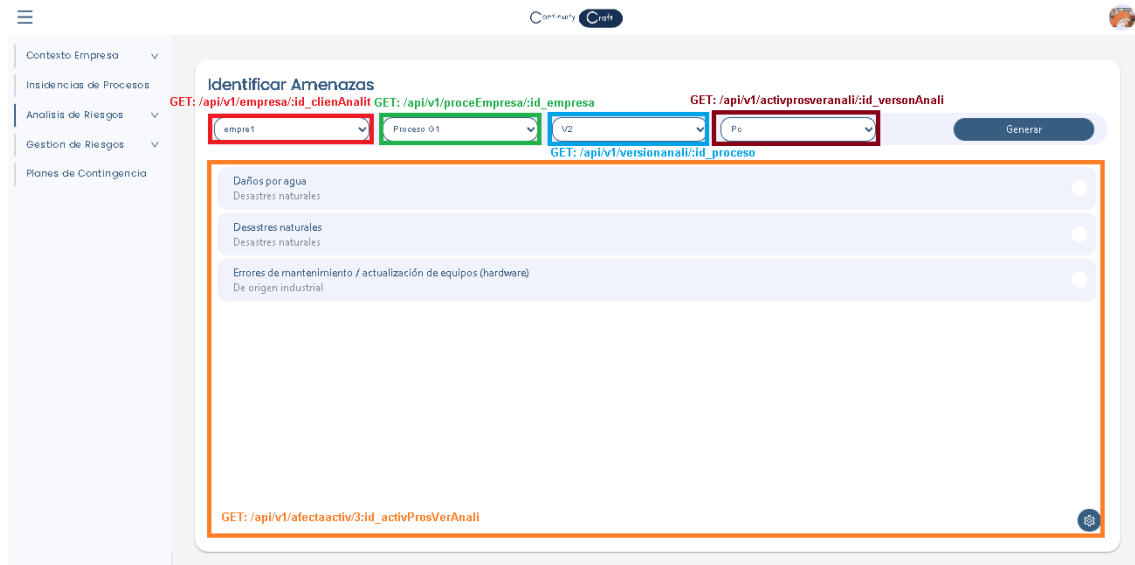 Continuity Craft
Contexto Empresa
Insidencias de Procesos
Analisis de Riesgos
Gestion de Riesgos
Planes de Contingencia
Identificar Amenazas
GET: /api/v1/empresa/:id_clienAnalit
GET: /api/v1/proceEmpresa/:id_empresa
GET: /api/v1/activprosveranali/:id_versonAnali
empre1
Proceso G1
V2
Po
Generar
GET: /api/v1/versionanali/:id_proceso
Daños por agua
Desastres naturales
Desastres naturales
Desastres naturales
Errores de mantenimiento / actualización de equipos (hardware)
De origen industrial
GET: /api/v1/afectaactiv/3:id_activProsVerAnali